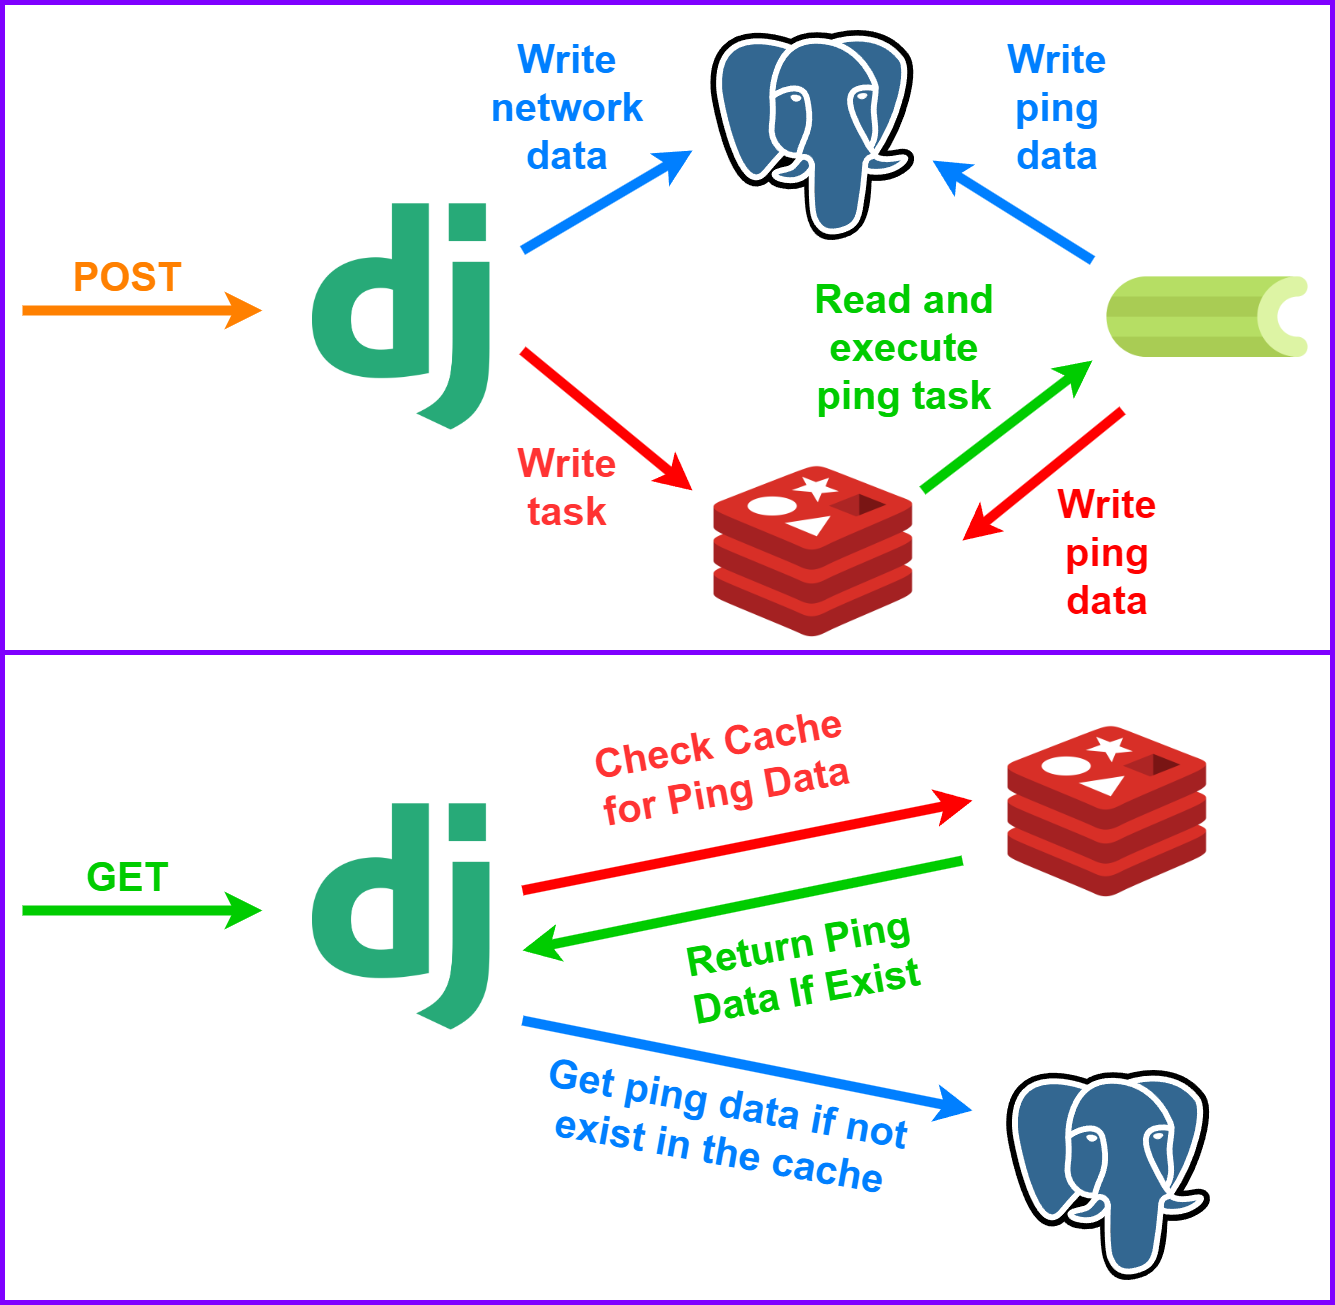 Write
network
data
Write
ping
data
POST
dj
Read and
execute
ping task
Write
task
Write
ping
data
Check Cache
for Ping Data
GET
dj
Return Ping
Data If Exist
Get ping data if not
exist in the cache